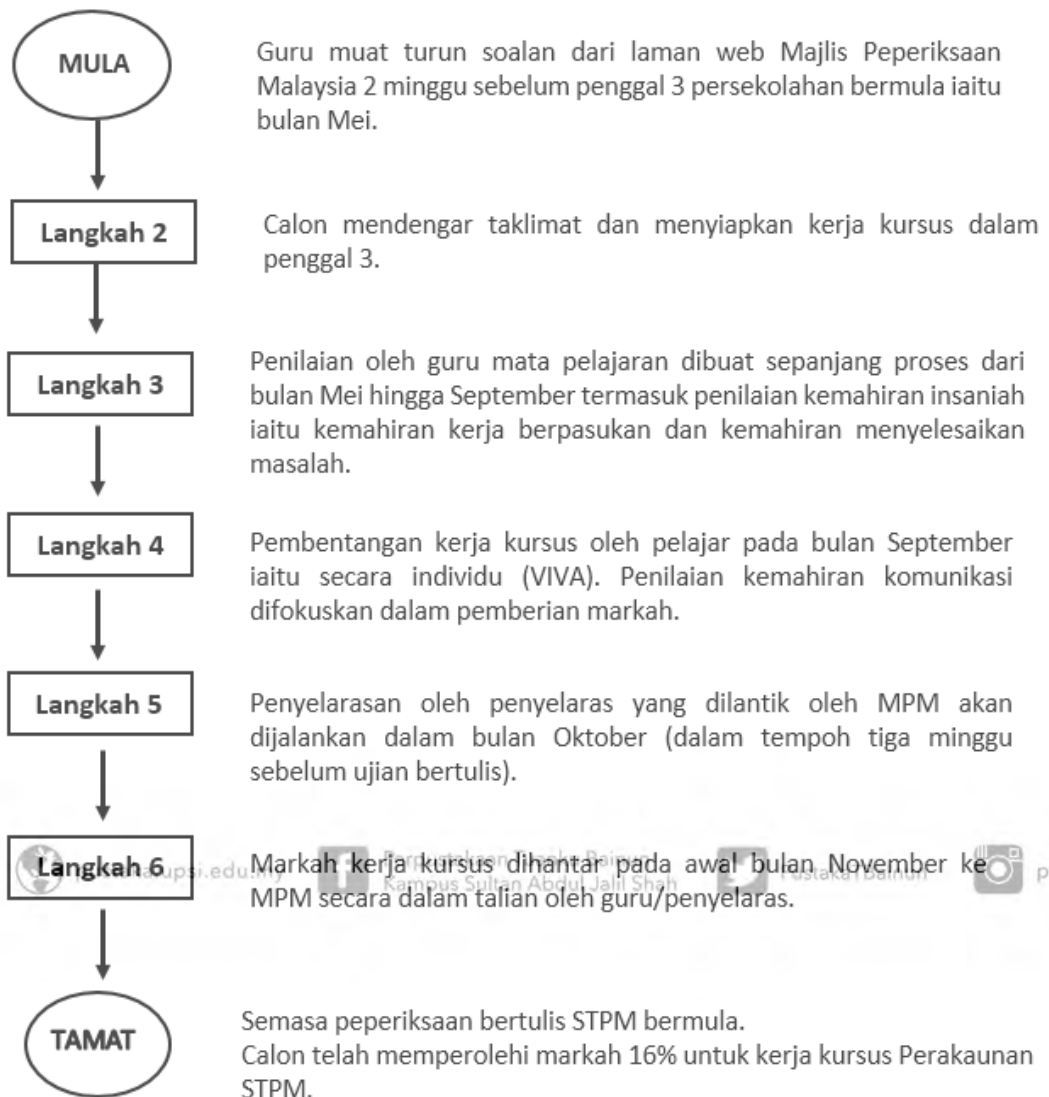 MULA
Guru muat turun soalan dari laman web Majlis Peperiksaan
Malaysia 2 minggu sebelum penggal 3 persekolahan bermula iaitu
bulan Mei.
Langkah 2
Calon mendengar taklimat dan menyiapkan kerja kursus dalam
penggal 3.
Langkah 3
Penilaian oleh guru mata pelajaran dibuat sepanjang proses dari
bulan Mei hingga September termasuk penilaian kemahiran insaniah
iaitu kemahiran kerja berpasukan dan kemahiran menyelesaikan
masalah.
Langkah 4
Pembentangan kerja kursus oleh pelajar pada bulan September
iaitu secara individu (VIVA). Penilaian kemahiran komunikasi
difokuskan dalam pemberian markah.
Langkah 5
Penyelarasan oleh penyelaras yang dilantik oleh MPM akan
dijalankan dalam bulan Oktober (dalam tempoh tiga minggu
sebelum ujian bertulis).
Langkah 6
Markah kerja kursus dihantar pada awal bulan November ke
MPM secara dalam talian oleh guru/penyelaras.
Kampus Sultan Abdul Jalil Shah
TAMAT
Semasa peperiksaan bertulis STPM bermula.
Calon telah memperolehi markah 16% untuk kerja kursus Perakaunan
STPM.